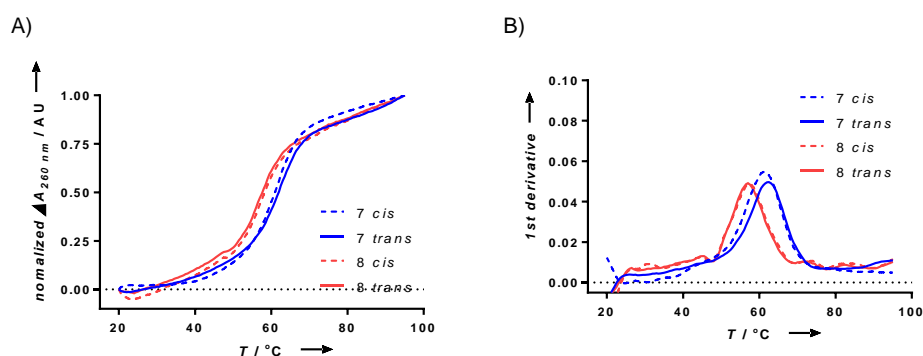 A)
normalized ◢A260 nm / AU
1.00
0.75
0.50
0.25
0.00
20
40
60
80
100
T / °C
7 cis
7 trans
8 cis
8 trans
B)
1st derivative
0.10
0.08
0.06
0.04
0.02
0.00
20
40
60
80
100
T / °C
7 cis
7 trans
8 cis
8 trans